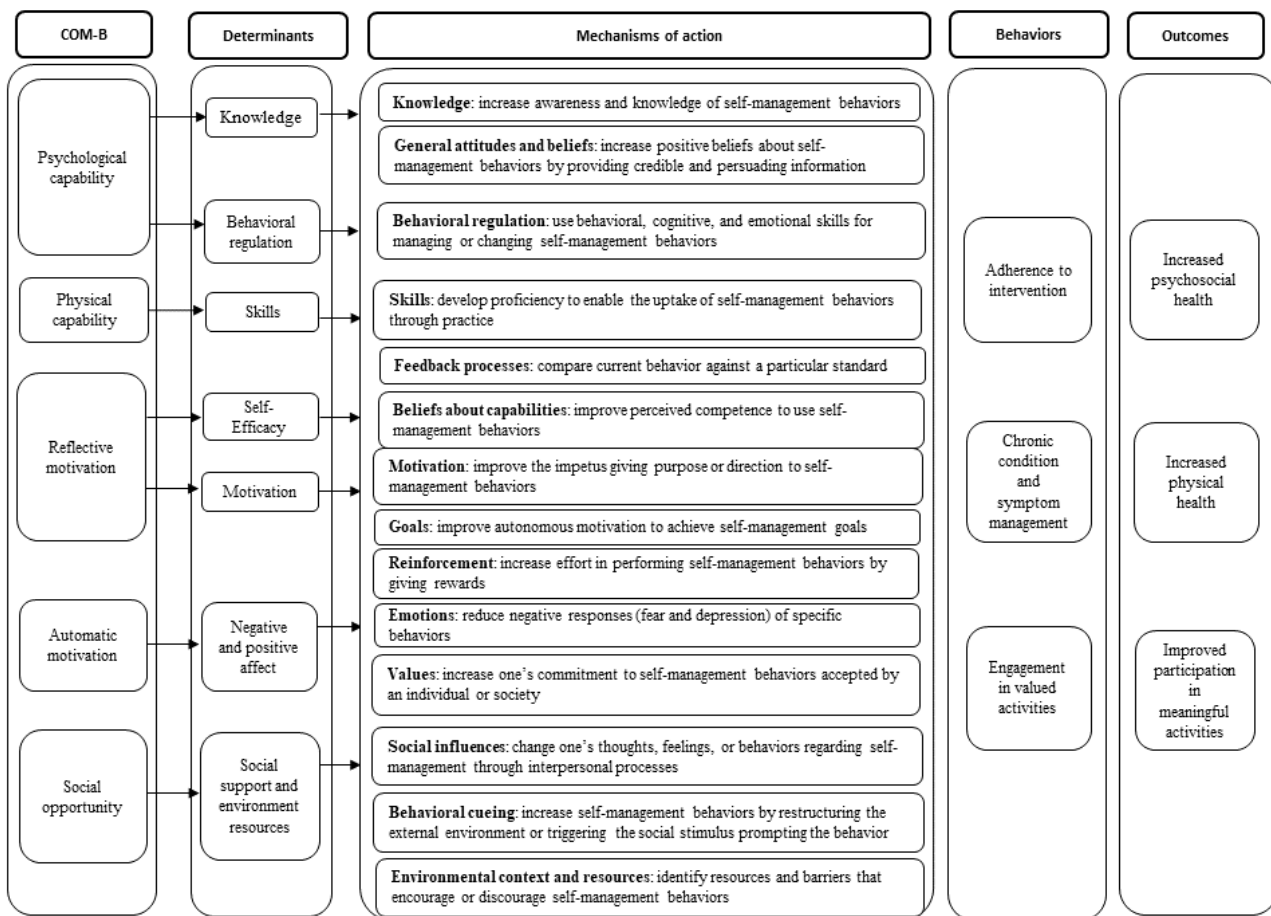 COM-B
Determinants
Mechanisms of action
Behaviors
Outcomes
Psychological
capability
Physical
capability
Reflective
motivation
Automatic
motivation
Social
opportunity
Knowledge
Behavioral
regulation
Skills
Self-
Efficacy
Motivation
Negative
and positive
affect
Social
support and
environment
resources
Knowledge: increase awareness and knowledge of self-management behaviors
General attitudes and beliefs: increase positive beliefs about self-
management behaviors by providing credible and persuading information
Behavioral regulation: use behavioral, cognitive, and emotional skills for
managing or changing self-management behaviors
Skills: develop proficiency to enable the uptake of self-management behaviors
through practice
Feedback processes: compare current behavior against a particular standard
Beliefs about capabilities: improve perceived competence to use self-
management behaviors
Motivation: improve the impetus giving purpose or direction to self-
management behaviors
Goals: improve autonomous motivation to achieve self-management goals
Reinforcement: increase effort in performing self-management behaviors by
giving rewards
Emotions: reduce negative responses (fear and depression) of specific
behaviors
Values: increase one's commitment to self-management behaviors accepted by
an individual or society
Social influences: change one's thoughts, feelings, or behaviors regarding self-
management through interpersonal processes
Behavioral cueing: increase self-management behaviors by restructuring the
external environment or triggering the social stimulus prompting the behavior
Environmental context and resources: identify resources and barriers that
encourage or discourage self-management behaviors
Adherence to
intervention
Chronic
condition
and
symptom
management
Engagement
in valued
activities
Increased
psychosocial
health
Increased
physical
health
Improved
participation
in
meaningful
activities